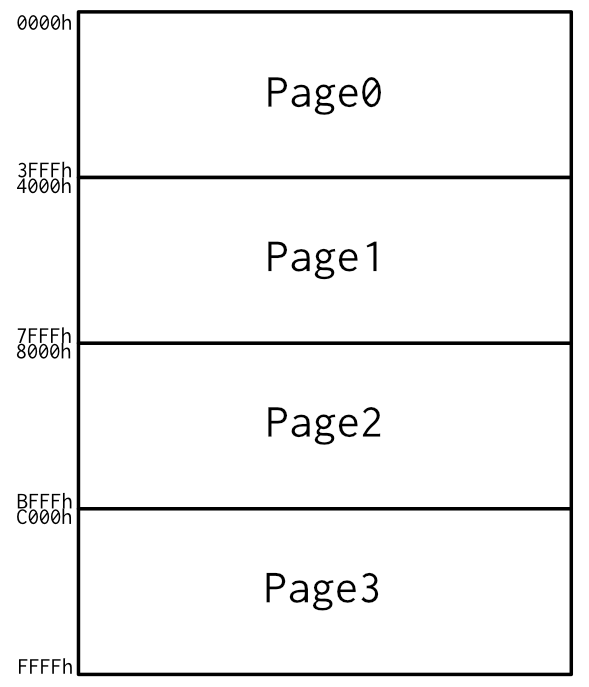 0000h
Page0
3FFFh
4000h
Page1
7FFFh
8000h
Page2
BFFFh
C000h
Page3
FFFFh